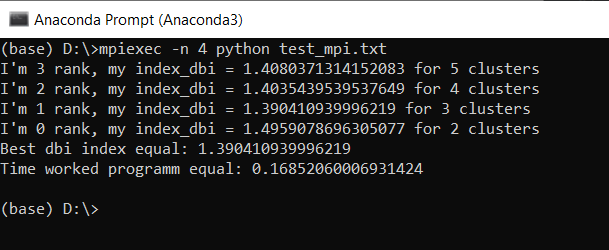 Anaconda Prompt (Anaconda3)
(base) D:\>mpiexec -n 4 python test_mpi.txt
I'm 3 rank, my index_dbi = 1.4080371314152083 for 5 clusters
I'm 2 rank, my index_dbi = 1.4035439539537649 for 4 clusters
I'm 1 rank, my index_dbi = 1.390410939996219 for 3 clusters
I'm 0 rank, my index_dbi = 1.4959078696305077 for 2 clusters
Best dbi index equal: 1.390410939996219
Time worked programm equal: 0.16852060006931424
(base) D:\>